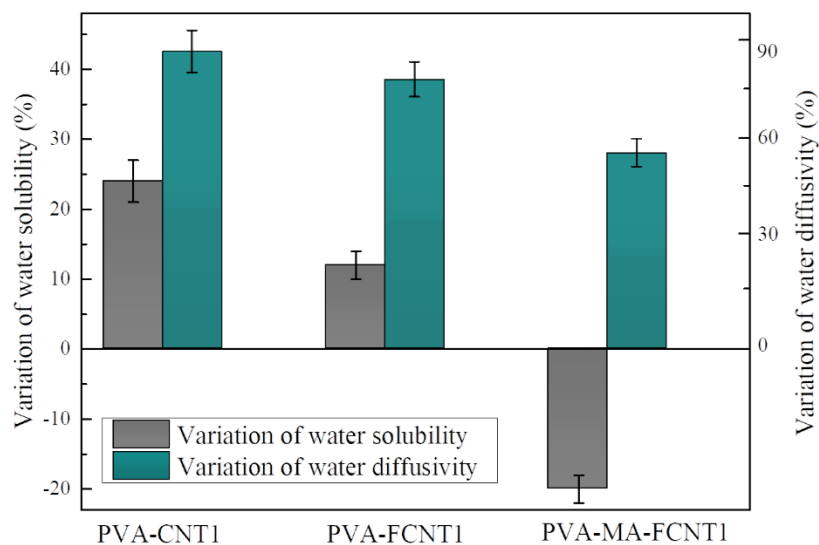 Variation of water solubility (%)
40
30
20
10
0
-10
-20
90
60
30
0
Variation of water diffusivity (%)
Variation of water solubility
Variation of water diffusivity
PVA-CNT1 PVA-FCNT1 PVA-MA-FCNT1